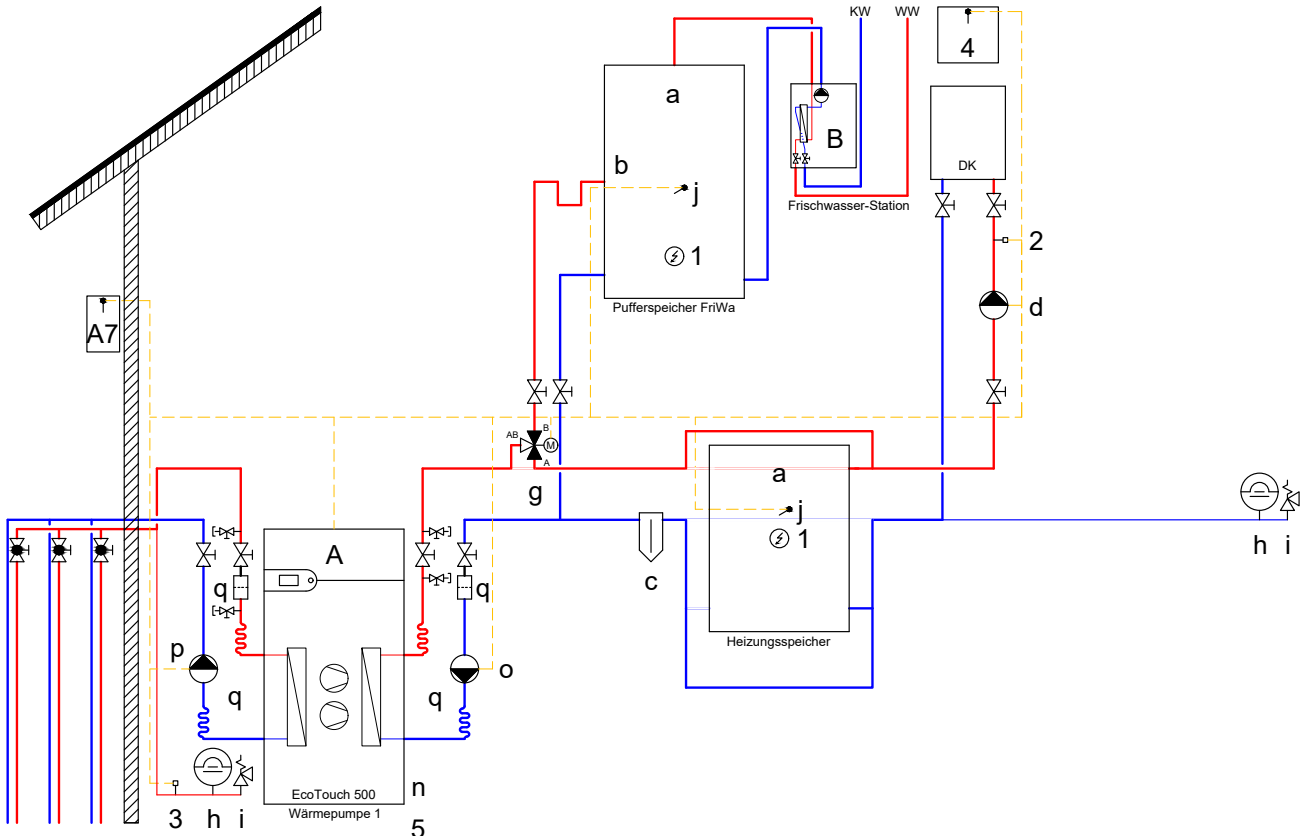 KW WW
4
a
B
DK
b
j
Frischwasser-Station
1
2
Pufferspeicher FriWa
d
A7
B
AB
M
A
a
g
j
1
h i
A
c
q
q
Heizungsspeicher
p
o
q
q
EcoTouch 500
n
Wärmepumpe 1
3 h i
5